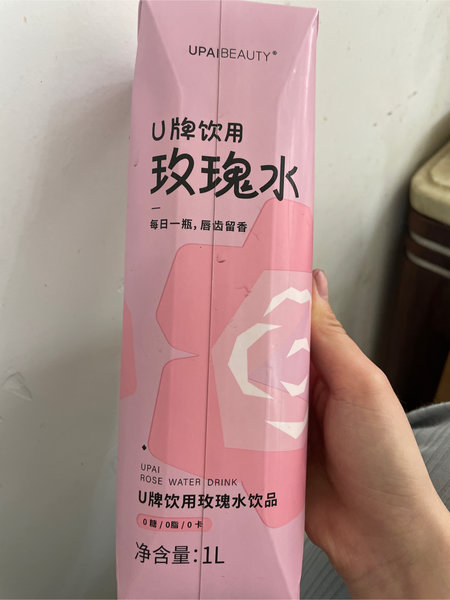 UPAIBEAUTY®
U牌饮用
玫瑰水
每日一瓶,唇齿留香
UPAI
ROSE WATER DRINK
U牌饮用玫瑰水饮品
0糖/0脂/0卡
净含量:1L